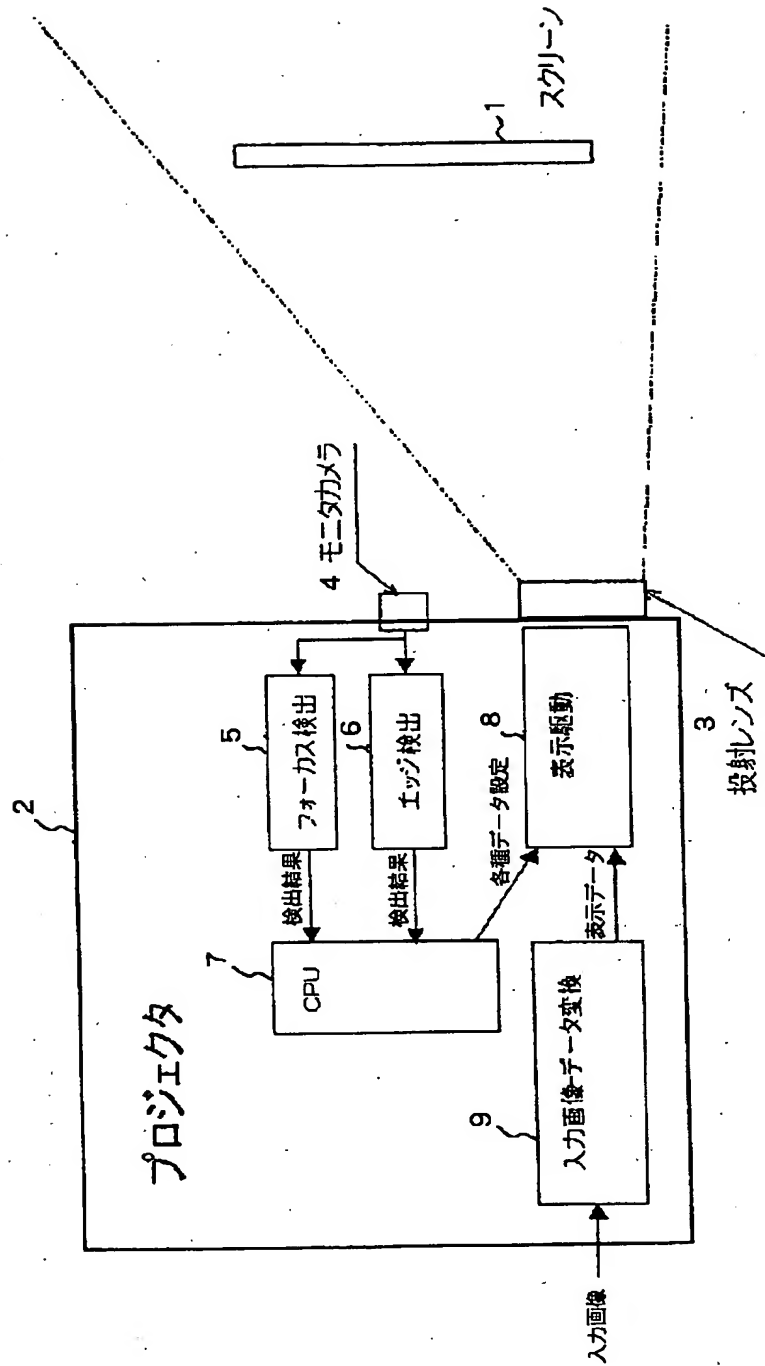 プロジェクタ
2
4 モニタカメラ
5
フォーカス検出
6
エッジ検出
検出結果
検出結果
7
CPU
各種データ設定
8
表示駆動
表示データ
9
入力画像データ変換
入力画像
3
投射レンズ
1
スクリーン